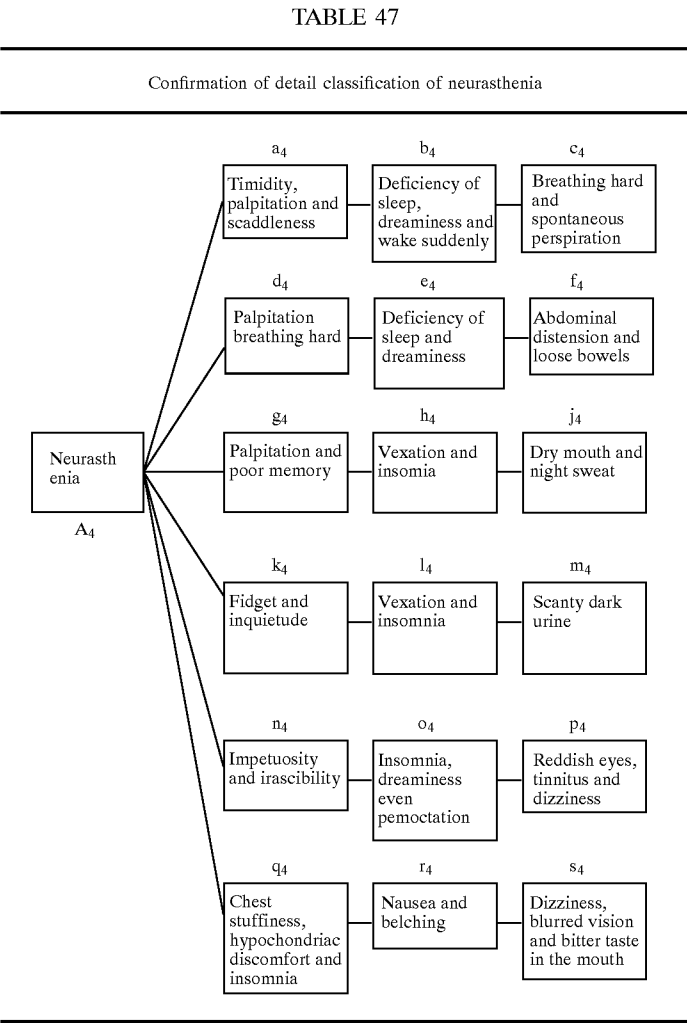 TABLE 47
Confirmation of detail classification of neurasthenia
a4
b4
c4
Timidity,
palpitation and
scaddleness
Deficiency of
sleep,
dreaminess and
wake suddenly
Breathing hard
and
spontaneous
perspiration
d4
e4
f4
Palpitation
breathing hard
Deficiency of
sleep and
dreaminess
Abdominal
distension and
loose bowels
g4
h4
j4
Neurasth
enia
A4
Palpitation and
poor memory
Vexation and
insomia
Dry mouth and
night sweat
k4
l4
m4
Fidget and
inquietude
Vexation and
insomnia
Scanty dark
urine
n4
o4
p4
Impetuosity
and irascibility
Insomnia,
dreaminess
even
pemoctation
Reddish eyes,
tinnitus and
dizziness
q4
r4
s4
Chest
stuffiness,
hypochondriac
discomfort and
insomnia
Nausea and
belching
Dizziness,
blurred vision
and bitter taste
in the mouth